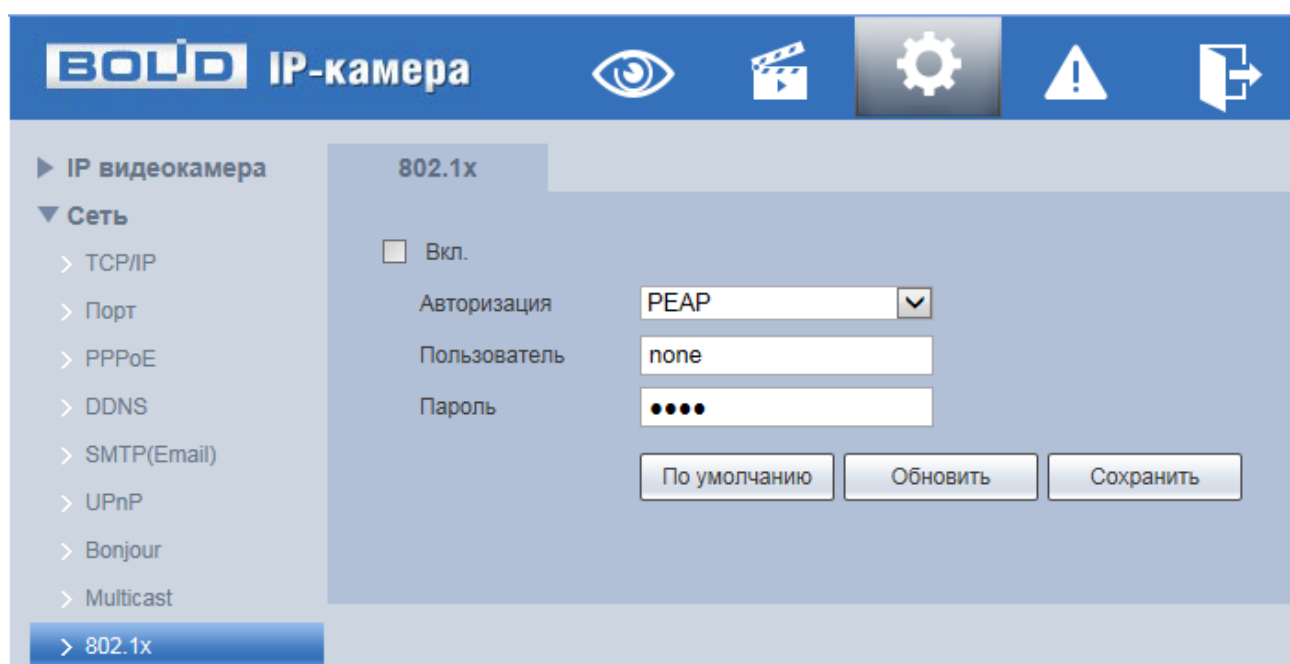 BOLID IP-камера
IP видеокамера
Сеть
TCP/IP
Порт
PPPoE
DDNS
SMTP(Email)
UPnP
Bonjour
Multicast
802.1x
802.1x
Вкл.
Авторизация PEAP
Пользователь none
Пароль ●●●●
По умолчанию Обновить Сохранить